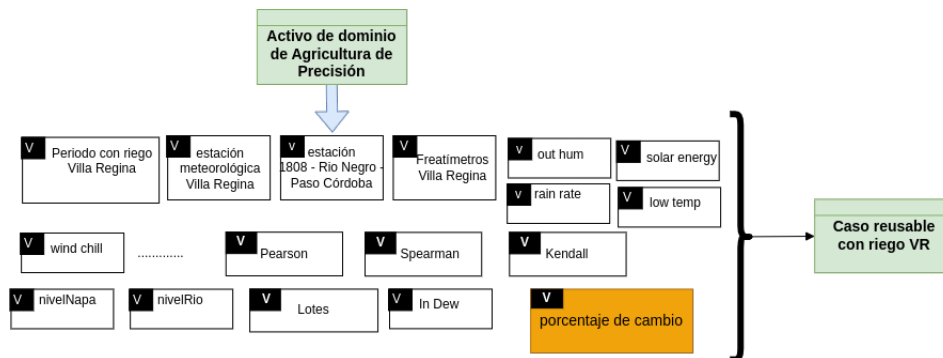 Activo de dominio
de Agricultura de
Precisión
V
Periodo con riego
Villa Regina
V
estación
meteorológica
Villa Regina
v
estación
1808 - Rio Negro -
Paso Córdoba
V
Freatímetros
Villa Regina
v
out hum
V
solar energy
v
rain rate
V
low temp
Caso reusable
con riego VR
V
wind chill
.............
V
Pearson
V
Spearman
V
Kendall
V
nivelNapa
V
nivelRio
V
Lotes
V
In Dew
V
porcentaje de cambio